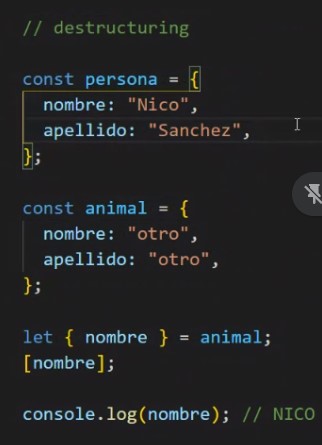 // destructuring
const persona = {
nombre: "Nico",
apellido: "Sanchez",
};
const animal = {
nombre: "otro",
apellido: "otro",
};
let { nombre } = animal;
[nombre];
console.log(nombre); // NICO